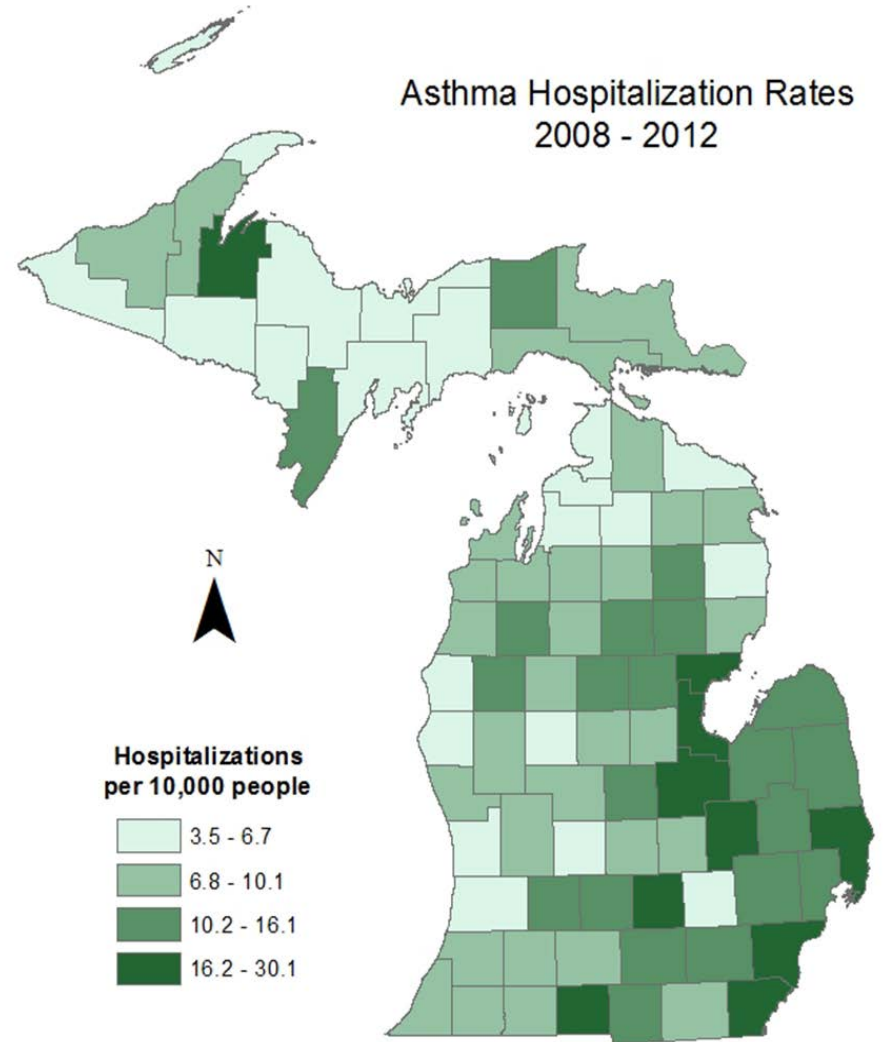 Asthma Hospitalization Rates
2008 - 2012
N
Hospitalizations
per 10,000 people
3.5 - 6.7
6.8 - 10.1
10.2 - 16.1
16.2 - 30.1